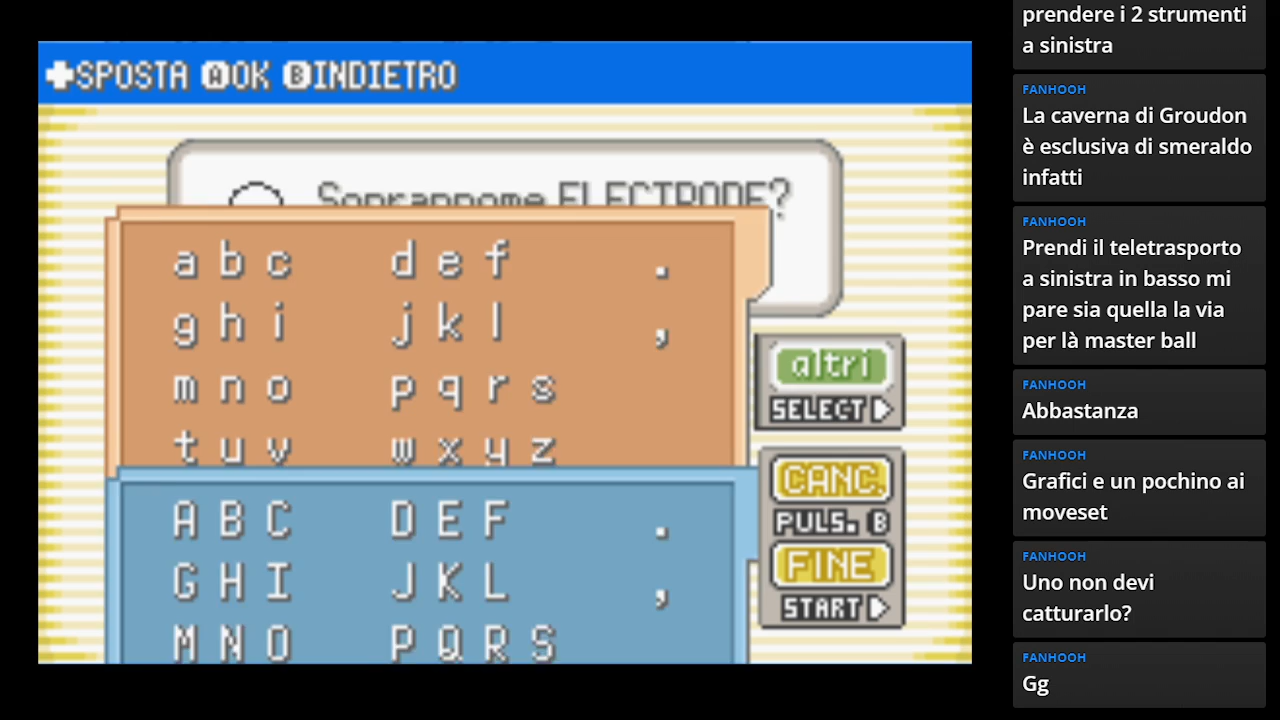 SPOSTA A OK B INDIETRO
Soprannome ELECTRODE?
a b c d e f .
g h i j k l ,
m n o p q r s
t u v w x y z
A B C D E F .
G H I J K L ,
M N O P Q R S
altri
SELECT
CANC.
PULS. B
FINE
START
prendere i 2 strumenti
a sinistra
FANHOOH
La caverna di Groudon
è esclusiva di smeraldo
infatti
FANHOOH
Prendi il teletrasporto
a sinistra in basso mi
pare sia quella la via
per là master ball
FANHOOH
Abbastanza
FANHOOH
Grafici e un pochino ai
moveset
FANHOOH
Uno non devi
catturarlo?
FANHOOH
Gg